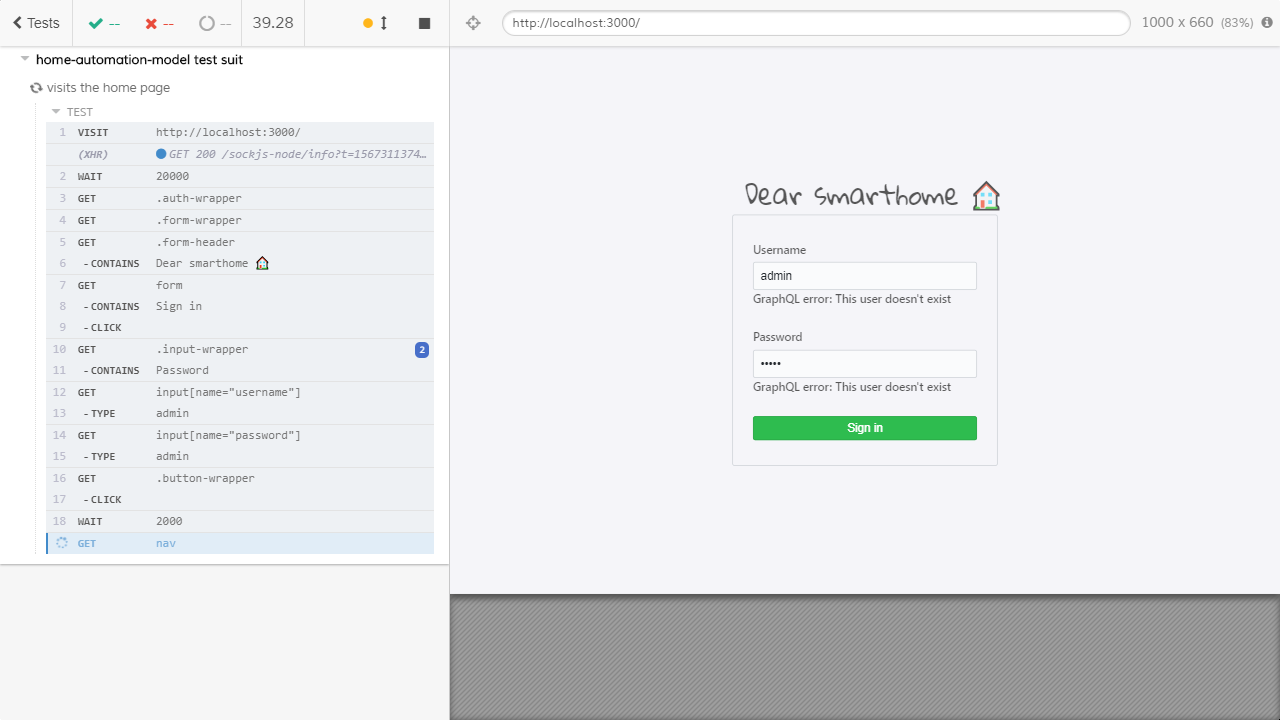 Tests
--
--
--
39.28
http://localhost:3000/
1000 x 660 (83%)
home-automation-model test suit
visits the home page
TEST
1 VISIT http://localhost:3000/
(XHR) GET 200 /sockjs-node/info?t=1567311374…
2 WAIT 20000
3 GET .auth-wrapper
4 GET .form-wrapper
5 GET .form-header
6 -CONTAINS Dear smarthome 🏠
7 GET form
8 -CONTAINS Sign in
9 -CLICK
10 GET .input-wrapper 2
11 -CONTAINS Password
12 GET input[name="username"]
13 -TYPE admin
14 GET input[name="password"]
15 -TYPE admin
16 GET .button-wrapper
17 -CLICK
18 WAIT 2000
GET nav
Dear smarthome 🏠
Username
admin
GraphQL error: This user doesn't exist
Password
•••••
GraphQL error: This user doesn't exist
Sign in